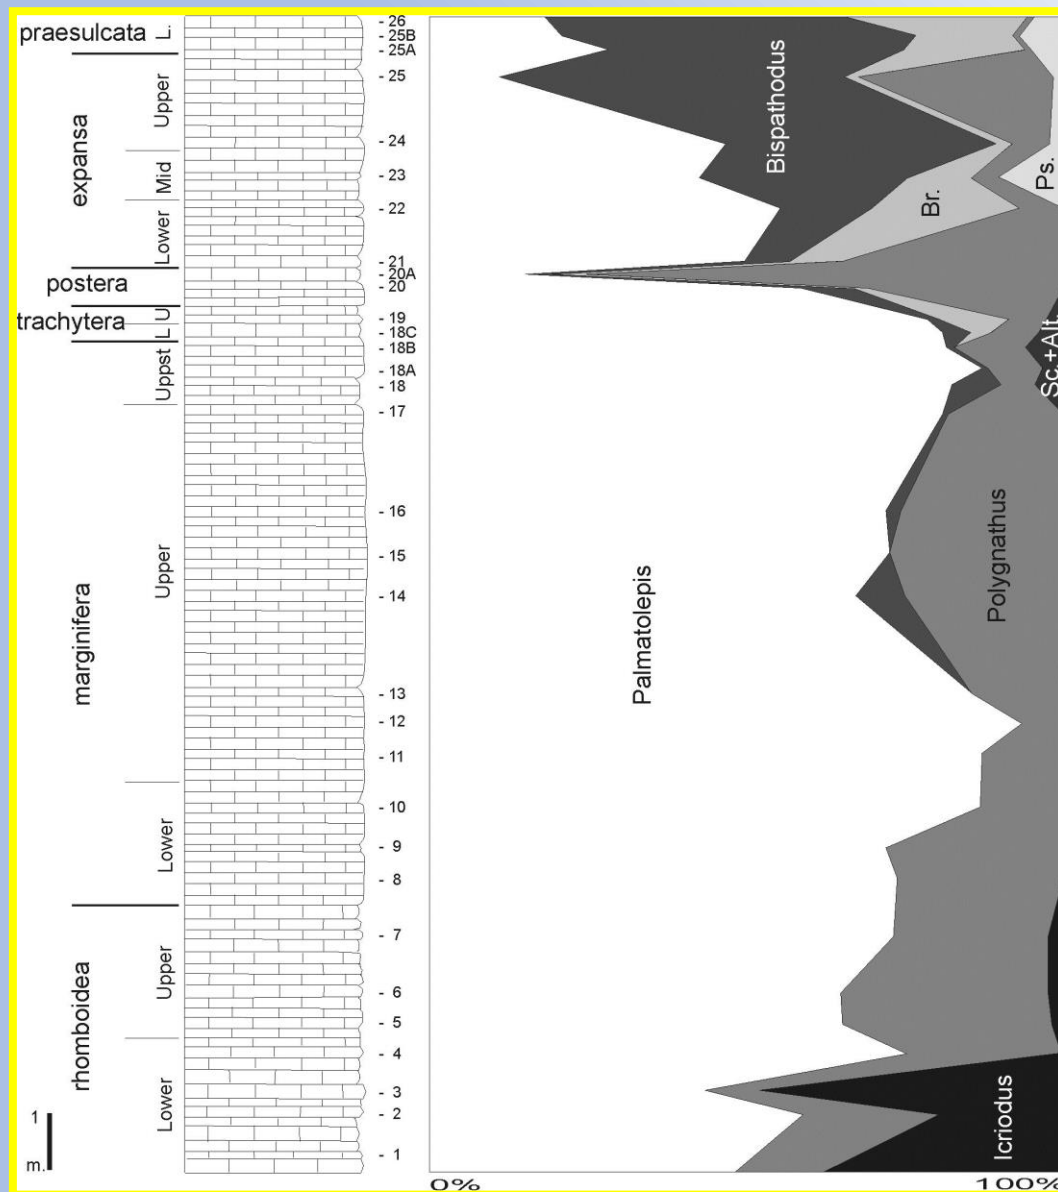 praesulcata L.
expansa
Upper
Mid
Lower
postera
trachytera
U
L
marginifera
Uppst
Upper
Lower
rhomboidea
Upper
Lower
1
m.
- 26
- 25B
- 25A
- 25
- 24
- 23
- 22
- 21
- 20A
- 20
- 19
- 18C
- 18B
- 18A
- 18
- 17
- 16
- 15
- 14
- 13
- 12
- 11
- 10
- 9
- 8
- 7
- 6
- 5
- 4
- 3
- 2
- 1
Palmatolepis
Bispathodus
Br.
Ps.
Sc.+Alt.
Polygnathus
Icriodus
0% 100%